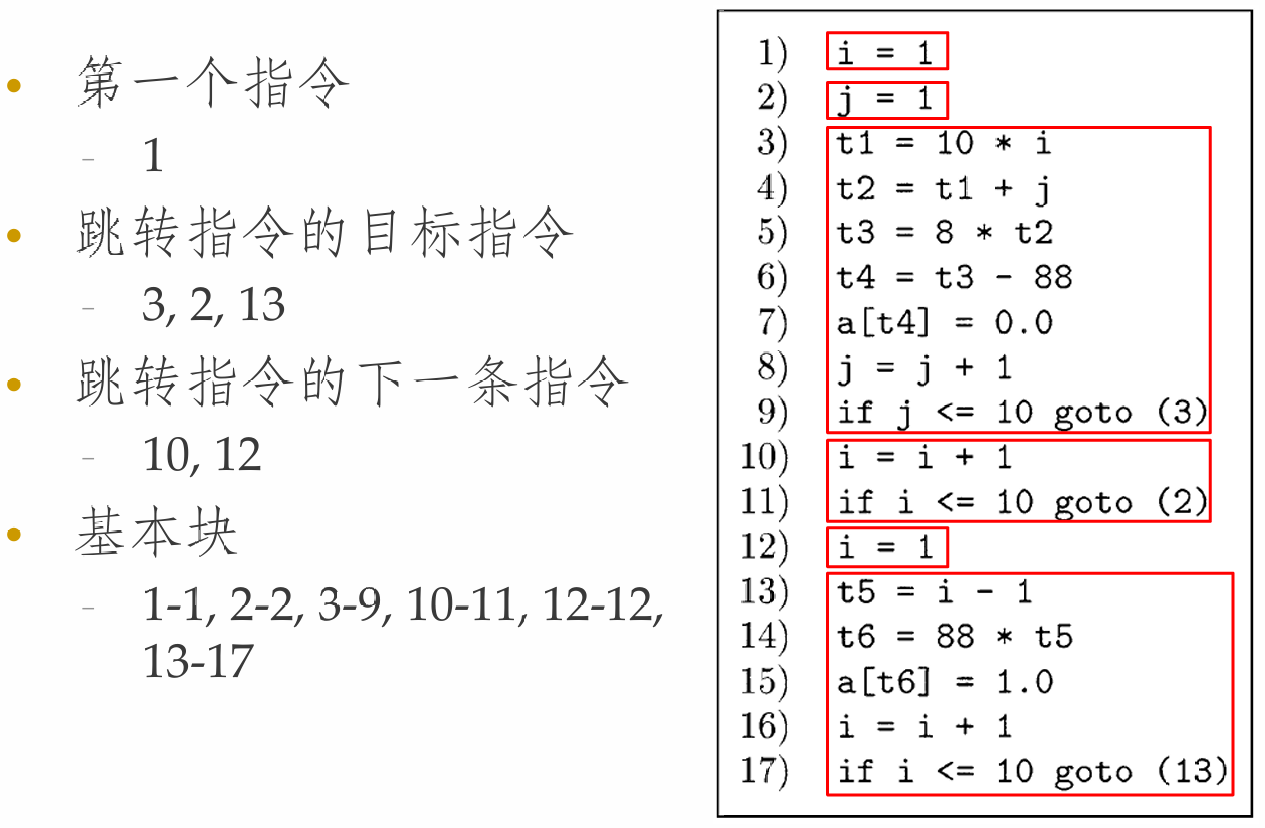 • 第一个指令
– 1
• 跳转指令的目标指令
– 3, 2, 13
• 跳转指令的下一条指令
– 10, 12
• 基本块
– 1-1, 2-2, 3-9, 10-11, 12-12,
13-17
1) i = 1
2) j = 1
3) t1 = 10 * i
4) t2 = t1 + j
5) t3 = 8 * t2
6) t4 = t3 - 88
7) a[t4] = 0.0
8) j = j + 1
9) if j <= 10 goto (3)
10) i = i + 1
11) if i <= 10 goto (2)
12) i = 1
13) t5 = i - 1
14) t6 = 88 * t5
15) a[t6] = 1.0
16) i = i + 1
17) if i <= 10 goto (13)